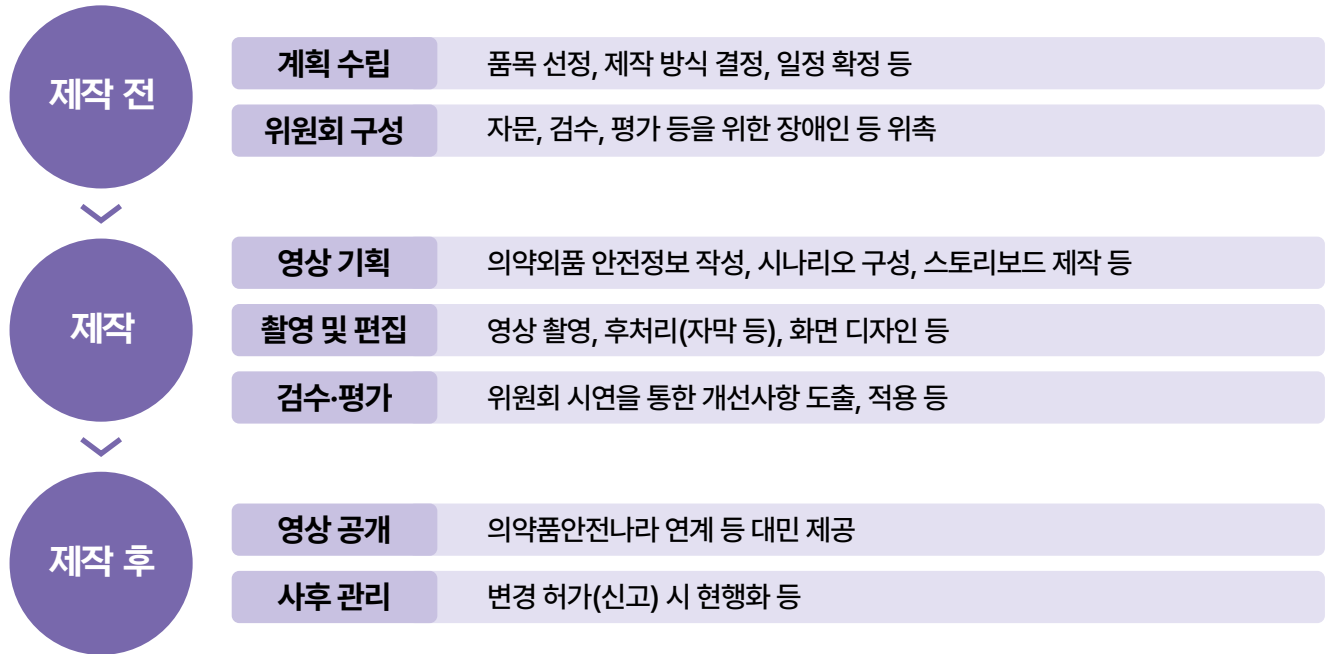 제작 전
계획 수립 품목 선정, 제작 방식 결정, 일정 확정 등
위원회 구성 자문, 검수, 평가 등을 위한 장애인 등 위촉
제작
영상 기획 의약외품 안전정보 작성, 시나리오 구성, 스토리보드 제작 등
촬영 및 편집 영상 촬영, 후처리(자막 등), 화면 디자인 등
검수·평가 위원회 시연을 통한 개선사항 도출, 적용 등
제작 후
영상 공개 의약품안전나라 연계 등 대민 제공
사후 관리 변경 허가(신고) 시 현행화 등